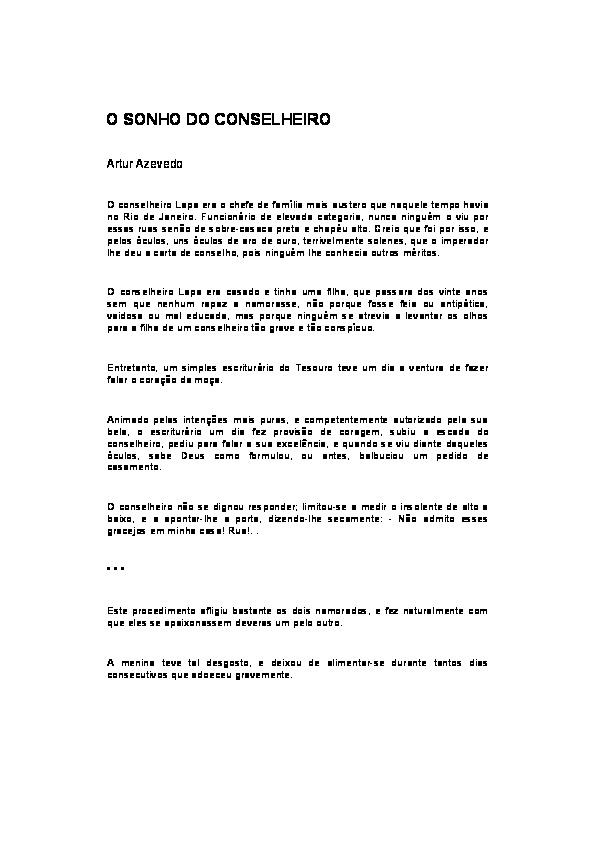 O SONHO DO CONSELHEIRO
Artur Azevedo
O conselheiro Lapa era o chefe de família mais austero que naquele tempo havia
no Rio de Janeiro. Funcionário de elevada categoria, nunca ninguém o viu por
essas ruas senão de sobre-casaca preta e chapéu alto. Creio que foi por isso, e
pelos óculos, uns óculos de aro de ouro, terrivelmente solenes, que o imperador
lhe deu a carta de conselho, pois ninguém lhe conhecia outros méritos.
O conselheiro Lapa era casado e tinha uma filha, que passara dos vinte anos
sem que nenhum rapaz a namorasse, não porque fosse feia ou antipática,
vaidosa ou mal educada, mas porque ninguém se atrevia a levantar os olhos
para a filha de um conselheiro tão grave e tão conspícuo.
Entretanto, um simples escriturário do Tesouro teve um dia a ventura de fazer
falar o coração da moça.
Animado pelas intenções mais puras, e competentemente autorizado pela sua
bela, o escriturário um dia fez provisão de coragem, subiu a escada do
conselheiro, pediu para falar a sua excelência, e quando se viu diante daqueles
óculos, sabe Deus como formulou, ou antes, balbuciou um pedido de
casamento.
O conselheiro não se dignou responder; limitou-se a medir o insolente de alto a
baixo, e a apontar-lhe a porta, dizendo-lhe secamente: - Não admito esses
gracejos em minha casa! Rua!. .
* * *
Este procedimento afligiu bastante os dois namorados, e fez naturalmente com
que eles se apaixonassem deveras um pelo outro.
A menina teve tal desgosto, e deixou de alimentar-se durante tantos dias
consecutivos que adoeceu gravemente.